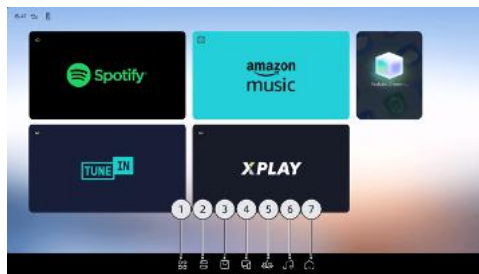 Spotify
amazon
music
TUNE IN
XPLAY
1 2 3 4 5 6 7